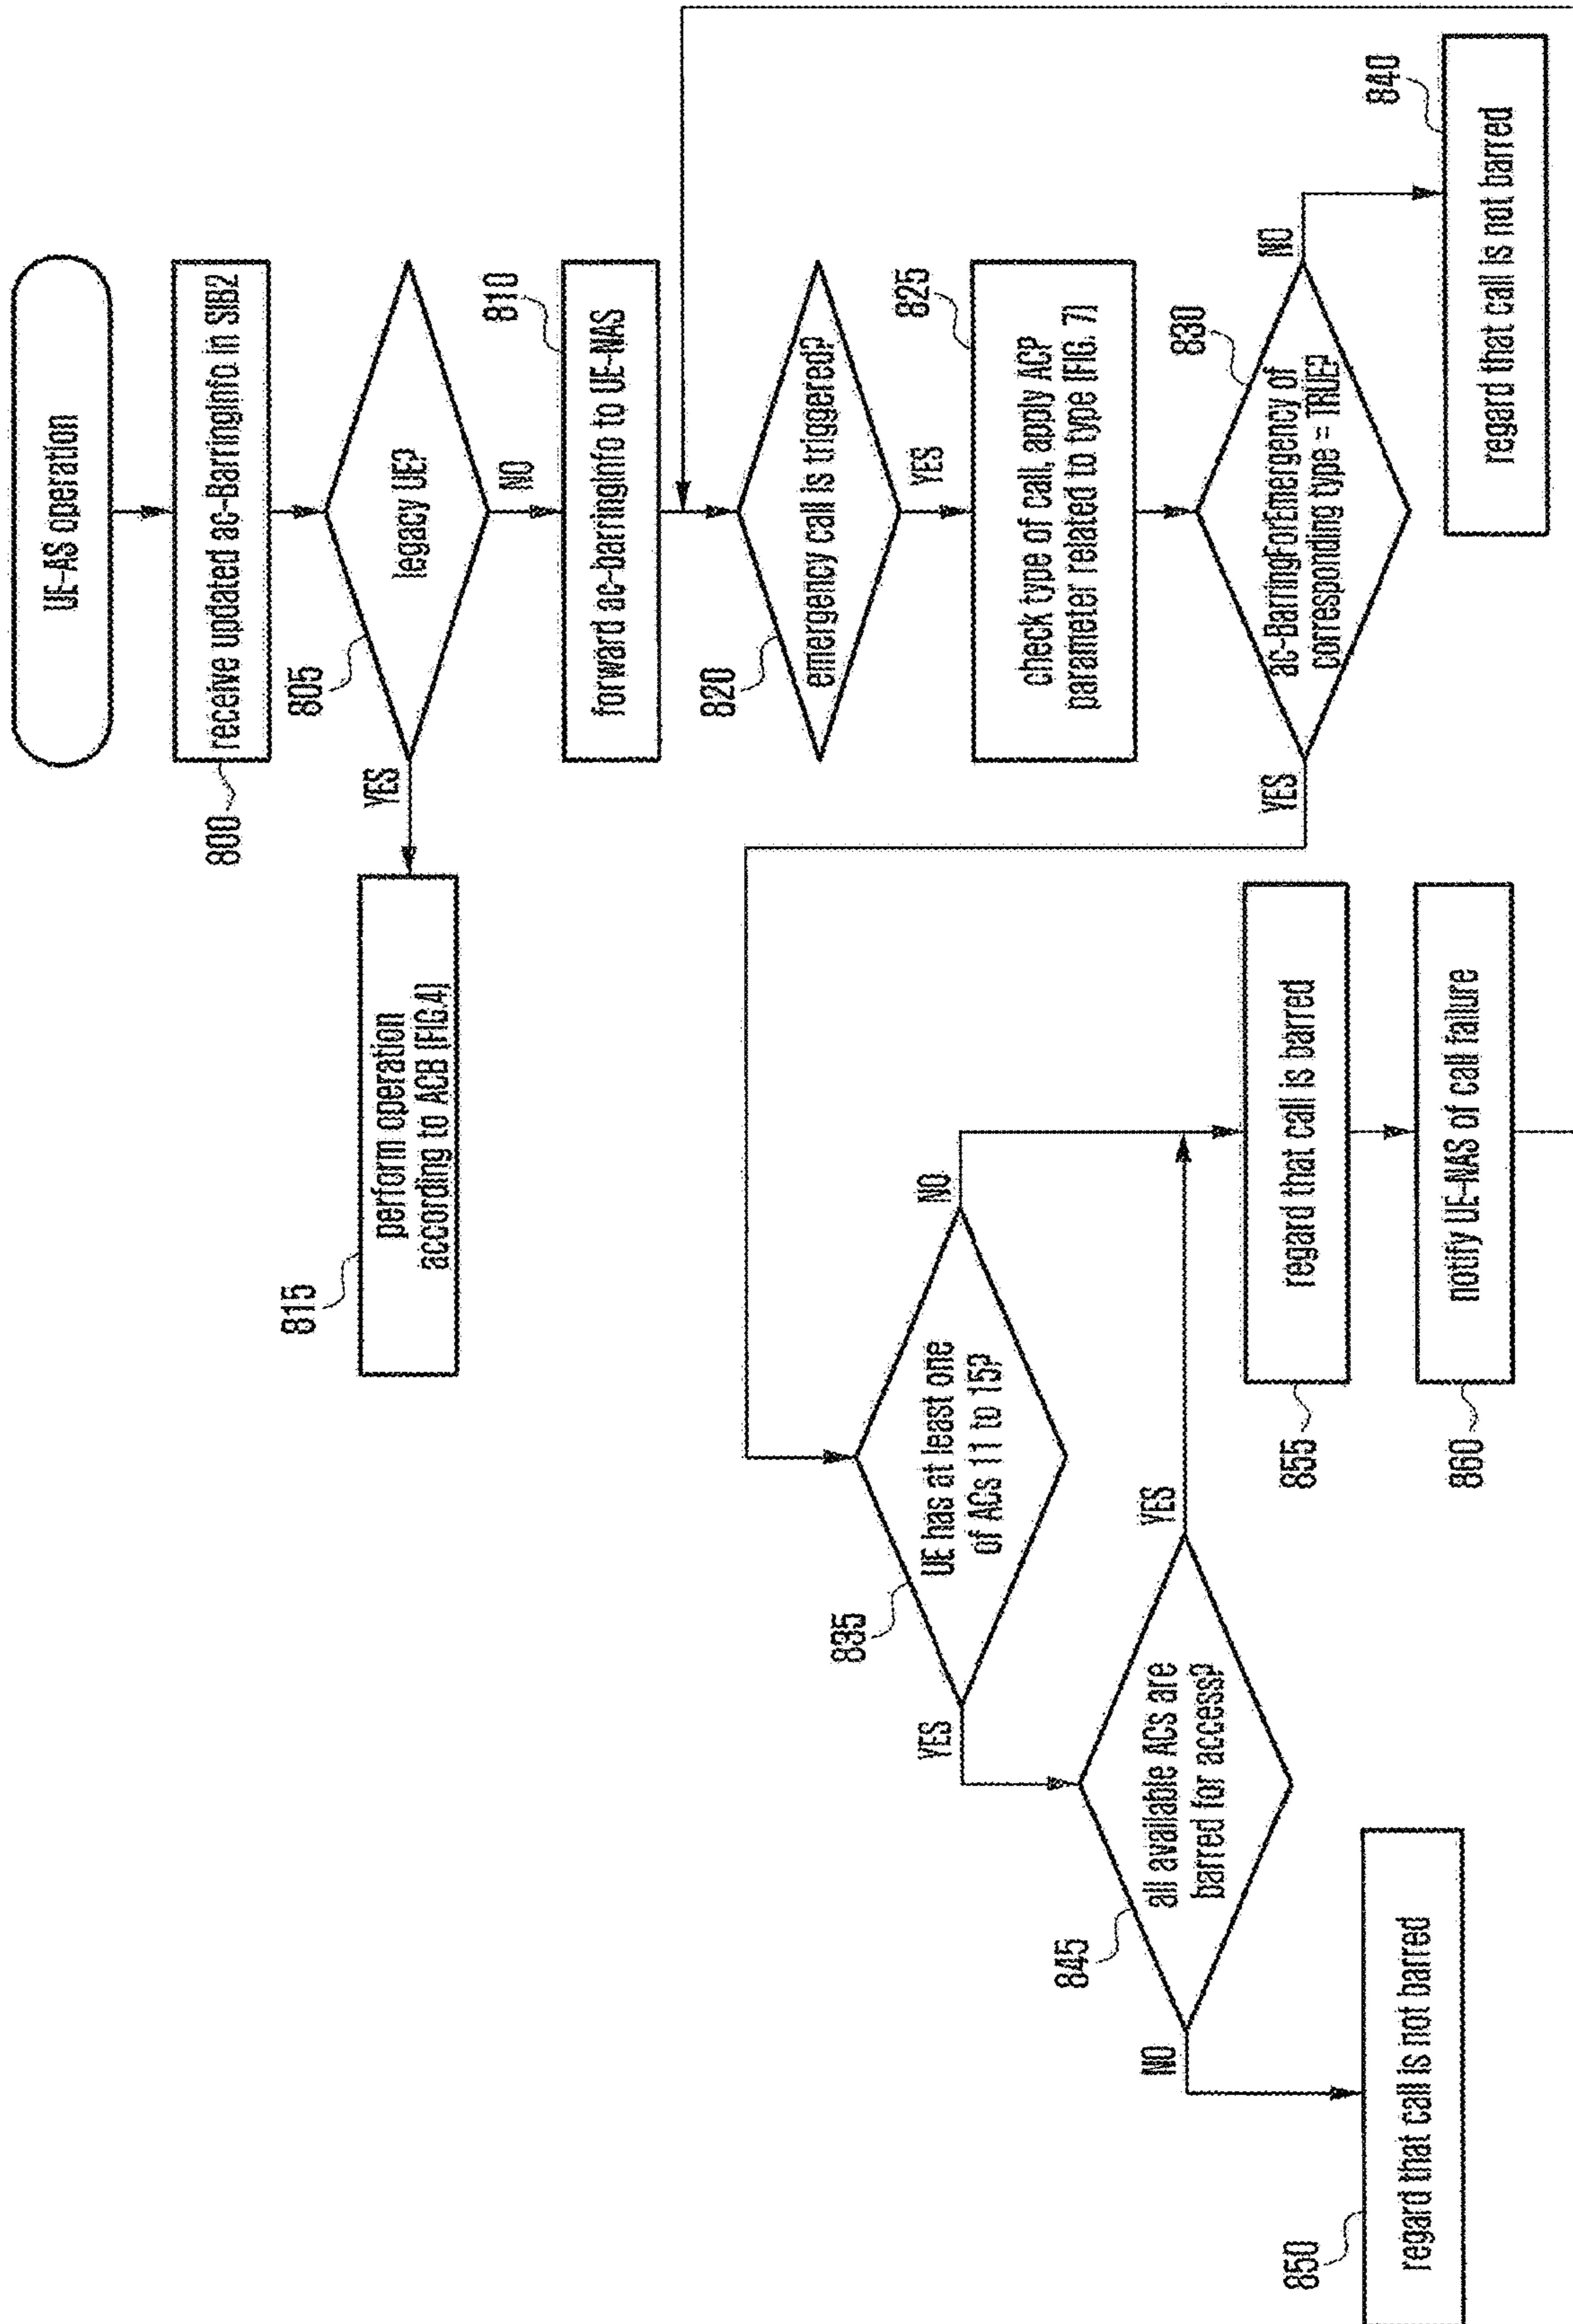 UE-AS operation
800
receive updated ac-BarringInfo in SIB2
805
legacy UE?
YES
NO
815
perform operation
according to ACB (FIG.4)
810
forward ac-barringInfo to UE-NAS
820
emergency call is triggered?
YES
825
check type of call, apply ACP
parameter related to type (FIG. 7)
830
ac-BarringForEmergency of
corresponding type = TRUE?
YES
NO
835
UE has at least one
of ACs 11 to 15?
YES
NO
840
regard that call is not barred
845
all available ACs are
barred for access?
NO
YES
850
regard that call is not barred
855
regard that call is barred
860
notify UE-NAS of call failure